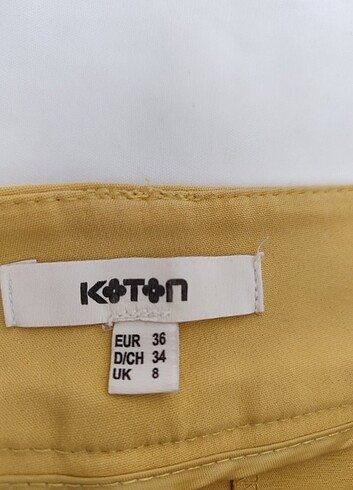 KOTON
EUR 36
D/CH 34
UK 8